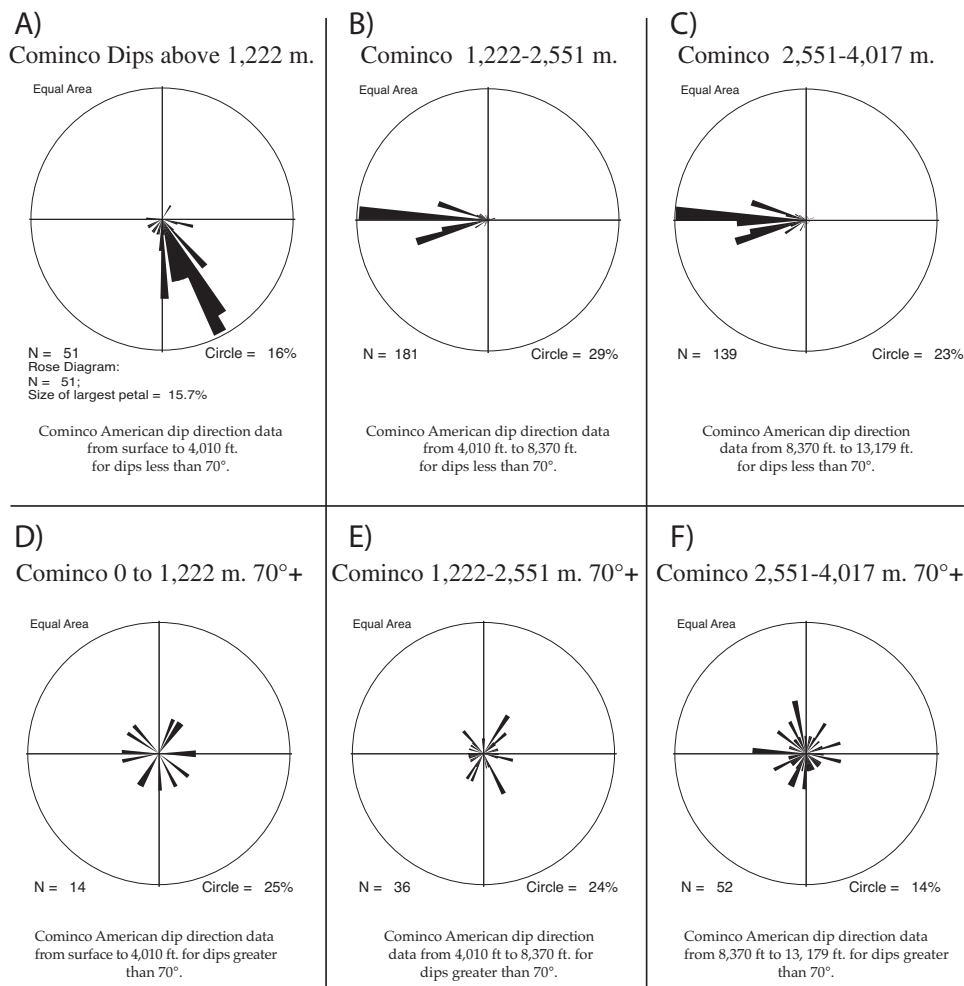 A)
Cominco Dips above 1,222 m.
Equal Area
N = 51
Circle = 16%
Rose Diagram:
N = 51;
Size of largest petal = 15.7%
Cominco American dip direction data
from surface to 4,010 ft.
for dips less than 70°.
B)
Cominco 1,222-2,551 m.
Equal Area
N = 181
Circle = 29%
Cominco American dip direction data
from 4,010 ft. to 8,370 ft.
for dips less than 70°.
C)
Cominco 2,551-4,017 m.
Equal Area
N = 139
Circle = 23%
Cominco American dip direction
data from 8,370 ft. to 13,179 ft.
for dips less than 70°.
D)
Cominco 0 to 1,222 m. 70°+
Equal Area
N = 14
Circle = 25%
Cominco American dip direction data
from surface to 4,010 ft. for dips greater
than 70°.
E)
Cominco 1,222-2,551 m. 70°+
Equal Area
N = 36
Circle = 24%
Cominco American dip direction
data from 4,010 ft to 8,370 ft. for
dips greater than 70°.
F)
Cominco 2,551-4,017 m. 70°+
Equal Area
N = 52
Circle = 14%
Cominco American dip direction data
from 8,370 ft to 13, 179 ft. for dips greater
than 70°.